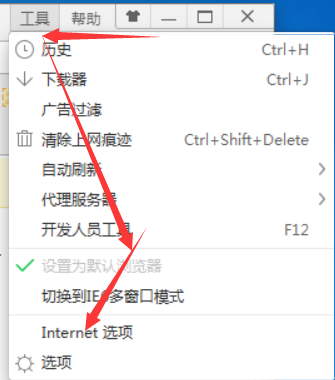 工具 帮助
历史 Ctrl+H
下载器 Ctrl+J
广告过滤
清除上网痕迹 Ctrl+Shift+Delete
自动刷新
代理服务器
开发人员工具 F12
设置为默认浏览器
切换到IE多窗口模式
Internet 选项
选项